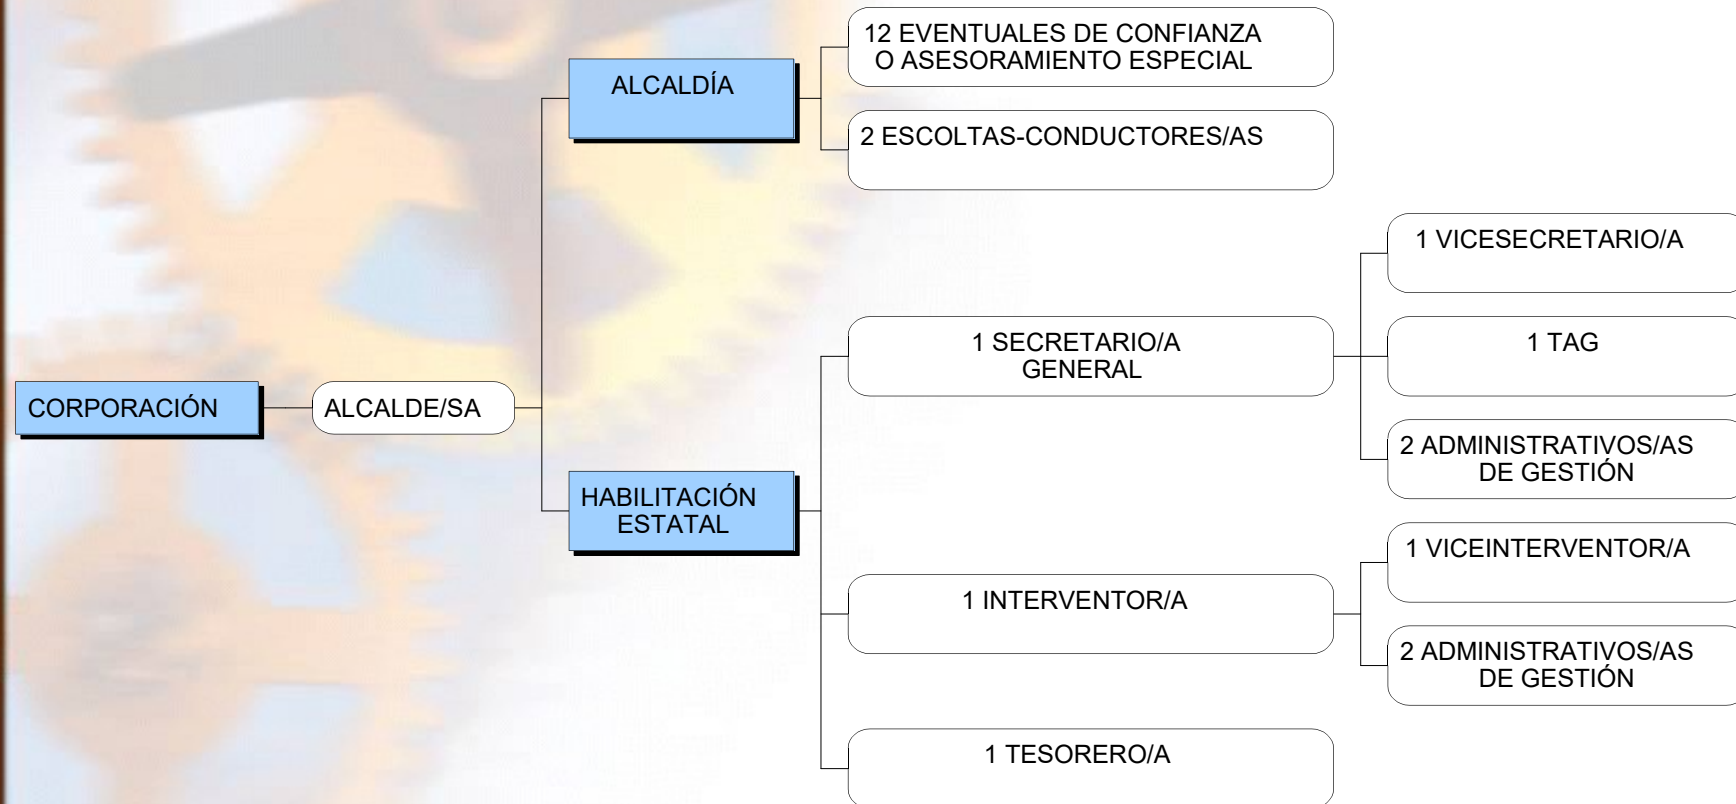 12 EVENTUALES DE CONFIANZA
O ASESORAMIENTO ESPECIAL
ALCALDÍA
2 ESCOLTAS-CONDUCTORES/AS
1 VICESECRETARIO/A
1 SECRETARIO/A
GENERAL
1 TAG
CORPORACIÓN
ALCALDE/SA
2 ADMINISTRATIVOS/AS
DE GESTIÓN
HABILITACIÓN
ESTATAL
1 VICEINTERVENTOR/A
1 INTERVENTOR/A
2 ADMINISTRATIVOS/AS
DE GESTIÓN
1 TESORERO/A